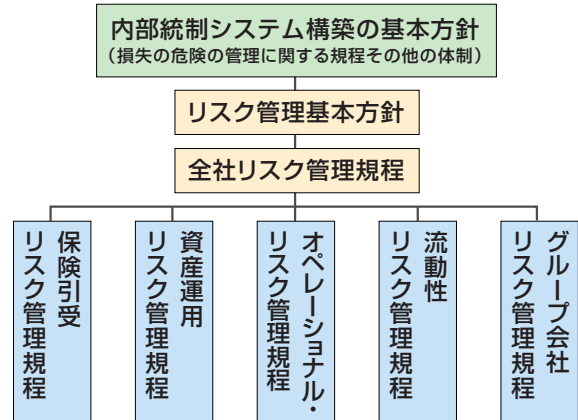 内部統制システム構築の基本方針
（損失の危険の管理に関する規程その他の体制）
リスク管理基本方針
全社リスク管理規程
保険引受
リスク管理規程
資産運用
リスク管理規程
オペレーショナル・
リスク管理規程
流動性
リスク管理規程
グループ会社
リスク管理規程